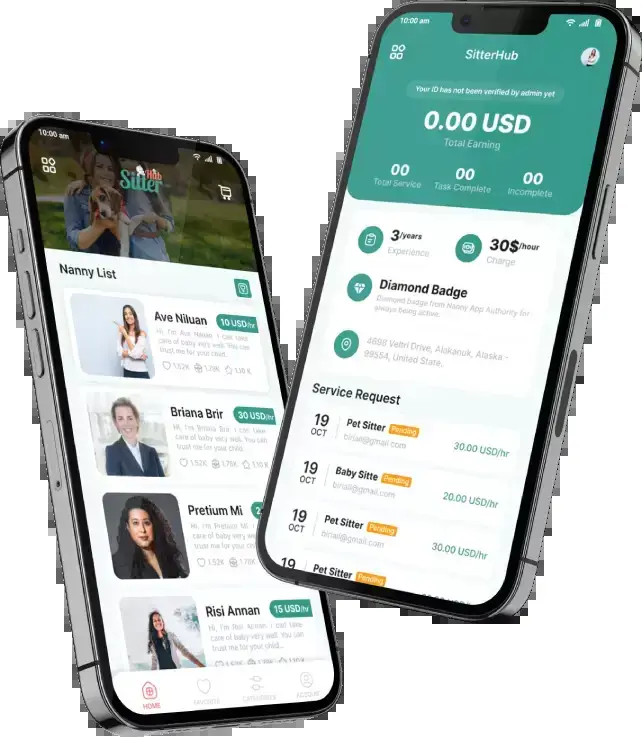 10:00 am
Sitter
Hub
Nanny List
Ave Niluan
10 USD/hr
Hi, I'm Ave Niluan. I can take
care of baby very well. You can
trust me for your child.
1.52K
1.78K
1.10 K
Briana Brir
30 USD/hr
Hi, I'm Briana Brir. I can take
care of baby very well. You can
trust me for your child.
1.52K
1.78K
1.10 K
Pretium Mi
Hi, I'm Pretium Mi. I
care of baby very well.
trust me for your child
1.52K
1.78K
Risi Annan
15 USD/hr
Hi, I'm Risi Annan. I can take
care of baby very well. You can
trust me for your child...
1.52K
1.78K
1.10 K
HOME
FAVORITE
CATEGORIES
ACCOUNT
10:00 am
SitterHub
Your ID has not been verified by admin yet
0.00 USD
Total Earning
00
Total Service
00
Task Complete
00
Incomplete
3/years
Experience
30$/hour
Charge
Diamond Badge
Diamond badge from Nanny App Authority for
always being active.
4698 Veltri Drive, Alakanuk, Alaska -
99554, United State.
Service Request
19
OCT
Pet Sitter
Pending
birlail@gmail.com
30.00 USD/hr
19
OCT
Baby Sitte
Pending
birlail@gmail.com
20.00 USD/hr
19
OCT
Pet Sitter
Pending
birlail@gmail.com
30.00 USD/hr
19
Pet Sitter
Pending